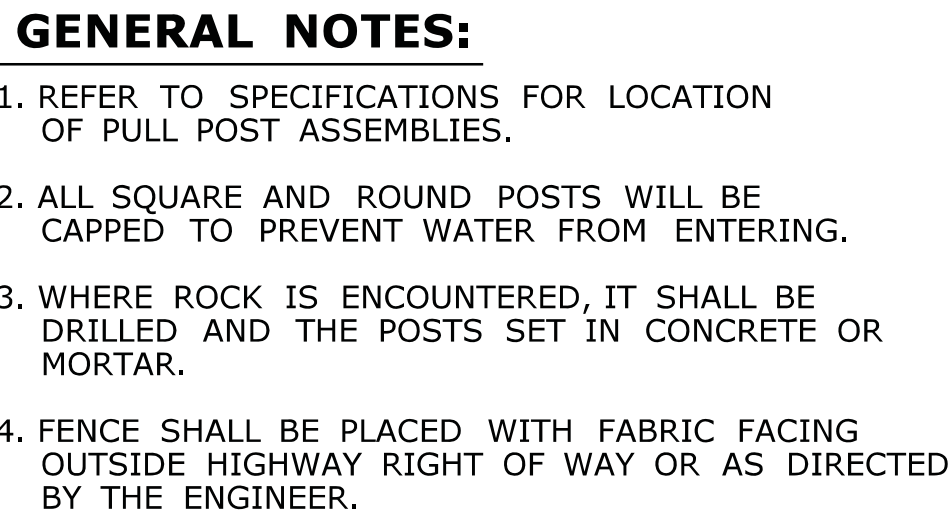 GENERAL NOTES:
1. REFER TO SPECIFICATIONS FOR LOCATION
OF PULL POST ASSEMBLIES.
2. ALL SQUARE AND ROUND POSTS WILL BE
CAPPED TO PREVENT WATER FROM ENTERING.
3. WHERE ROCK IS ENCOUNTERED, IT SHALL BE
DRILLED AND THE POSTS SET IN CONCRETE OR
MORTAR.
4. FENCE SHALL BE PLACED WITH FABRIC FACING
OUTSIDE HIGHWAY RIGHT OF WAY OR AS DIRECTED
BY THE ENGINEER.